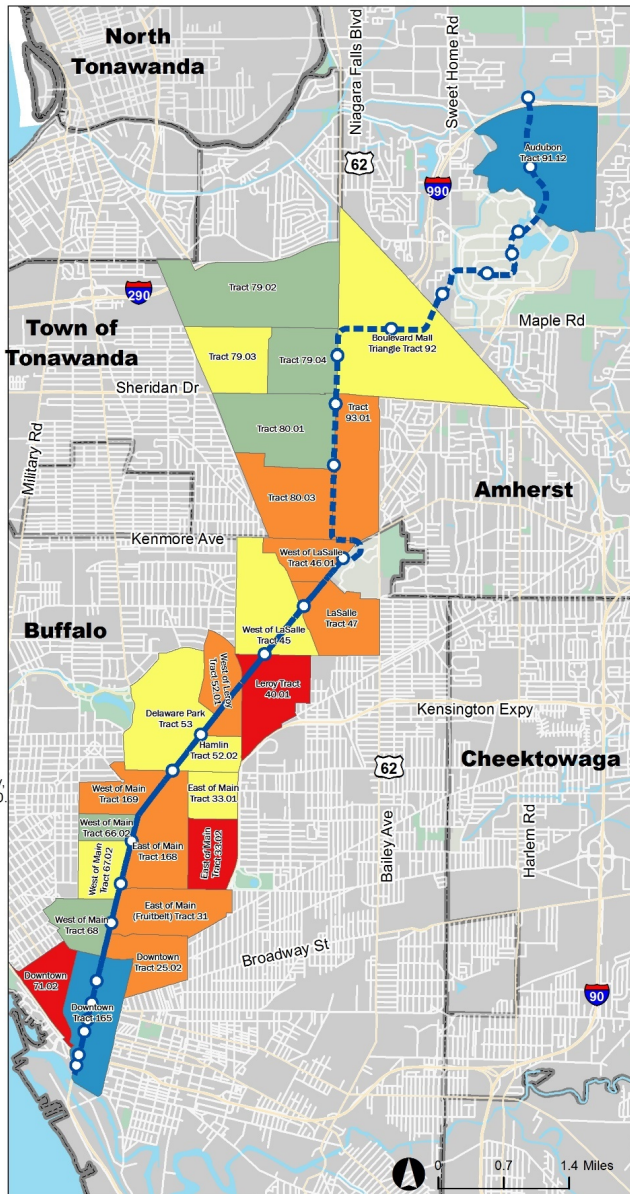 North
Tonawanda
Niagara Falls Blvd
Sweet Home Rd
62
990
Audubon
Tract 91.12
290
Tract 79.02
Town of
Tonawanda
Tract 79.03
Tract 79.04
Boulevard Mall
Triangle Tract 92
Maple Rd
Sheridan Dr
Tract
93.01
Tract 80.01
Military Rd
Tract 80.03
Amherst
Kenmore Ave
West of LaSalle
Tract 46.01
LaSalle
Tract 47
Buffalo
West of LaSalle
Tract 45
West of Leroy
Tract 52.01
Leroy Tract
40.01
Delaware Park
Tract 53
Kensington Expy
Hamlin
Tract 52.02
62
Cheektowaga
y,
0.
West of Main
Tract 169
East of Main
Tract 33.01
West of Main
Tract 66.02
East of Main
Tract 168
East of Main
Tract 33.02
West of Main
Tract 67.02
Bailey Ave
Harlem Rd
East of Main
(Fruitbelt) Tract 31
West of Main
Tract 68
Downtown
Tract 25.02
Broadway St
Downtown
71.02
Downtown
Tract 165
90
0 0.7 1.4 Miles